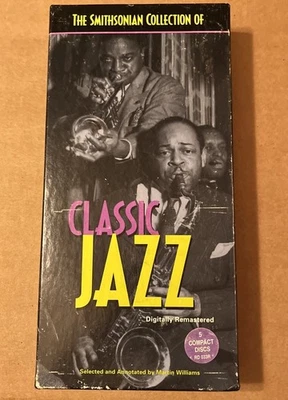 THE SMITHSONIAN COLLECTION OF
CLASSIC
JAZZ
Digitally Remastered
5
COMPACT
DISCS
Selected and Annotated by Martin Williams